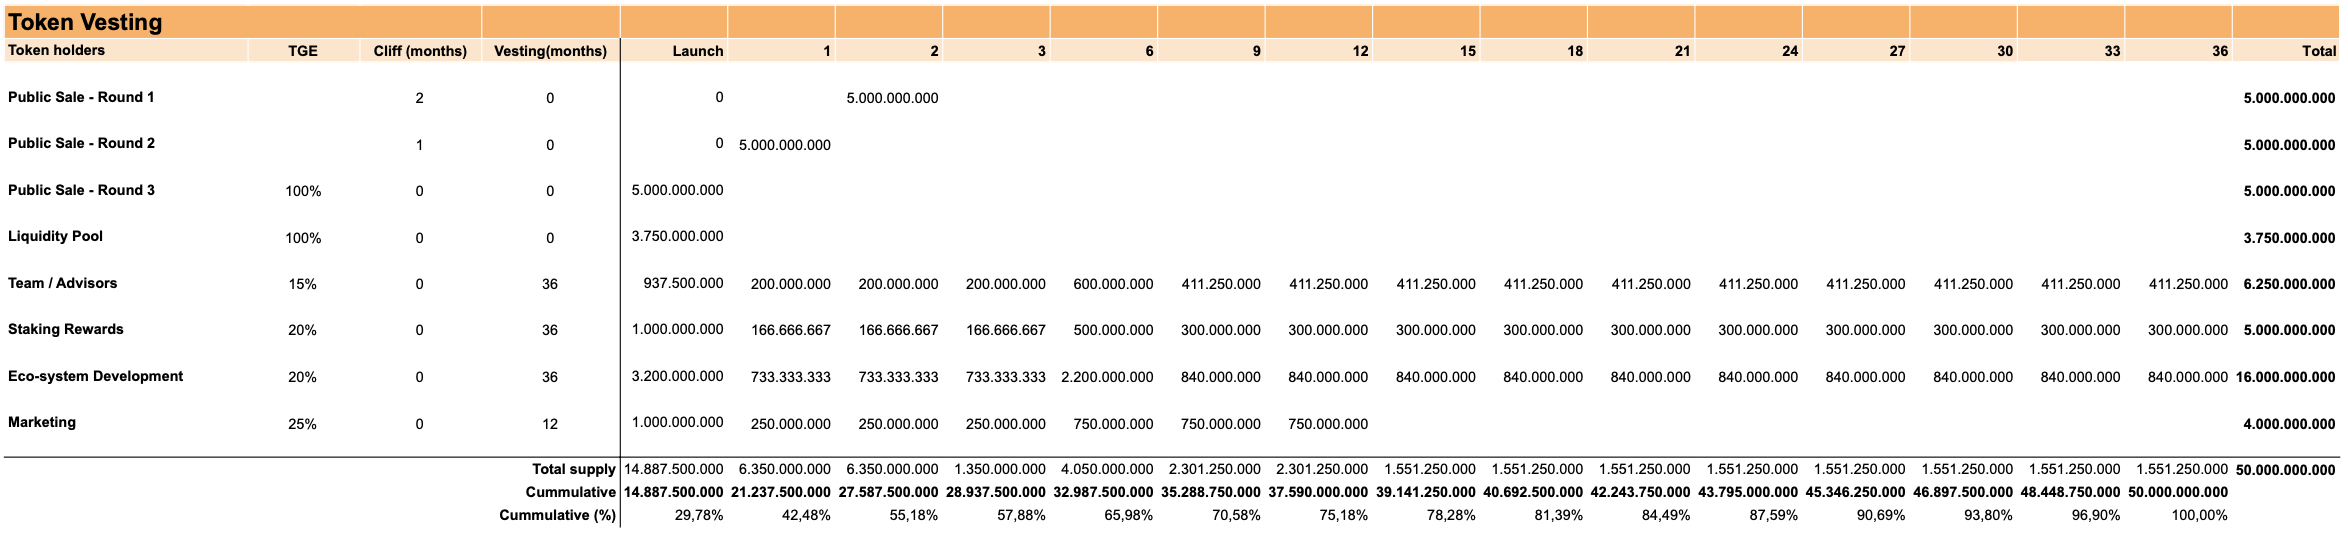 Token Vesting
Token holders TGE Cliff (months) Vesting(months) Launch 1 2 3 6 9 12 15 18 21 24 27 30 33 36 Total
Public Sale - Round 1 2 0 0 5.000.000.000 5.000.000.000
Public Sale - Round 2 1 0 0 5.000.000.000 5.000.000.000
Public Sale - Round 3 100% 0 0 5.000.000.000 5.000.000.000
Liquidity Pool 100% 0 0 3.750.000.000 3.750.000.000
Team / Advisors 15% 0 36 937.500.000 200.000.000 200.000.000 200.000.000 600.000.000 411.250.000 411.250.000 411.250.000 411.250.000 411.250.000 411.250.000 411.250.000 411.250.000 411.250.000 411.250.000 6.250.000.000
Staking Rewards 20% 0 36 1.000.000.000 166.666.667 166.666.667 166.666.667 500.000.000 300.000.000 300.000.000 300.000.000 300.000.000 300.000.000 300.000.000 300.000.000 300.000.000 300.000.000 300.000.000 5.000.000.000
Eco-system Development 20% 0 36 3.200.000.000 733.333.333 733.333.333 733.333.333 2.200.000.000 840.000.000 840.000.000 840.000.000 840.000.000 840.000.000 840.000.000 840.000.000 840.000.000 840.000.000 840.000.000 16.000.000.000
Marketing 25% 0 12 1.000.000.000 250.000.000 250.000.000 250.000.000 750.000.000 750.000.000 750.000.000 4.000.000.000
Total supply 14.887.500.000 6.350.000.000 6.350.000.000 1.350.000.000 4.050.000.000 2.301.250.000 2.301.250.000 1.551.250.000 1.551.250.000 1.551.250.000 1.551.250.000 1.551.250.000 1.551.250.000 1.551.250.000 1.551.250.000 50.000.000.000
Cummulative 14.887.500.000 21.237.500.000 27.587.500.000 28.937.500.000 32.987.500.000 35.288.750.000 37.590.000.000 39.141.250.000 40.692.500.000 42.243.750.000 43.795.000.000 45.346.250.000 46.897.500.000 48.448.750.000 50.000.000.000
Cummulative (%) 29,78% 42,48% 55,18% 57,88% 65,98% 70,58% 75,18% 78,28% 81,39% 84,49% 87,59% 90,69% 93,80% 96,90% 100,00%